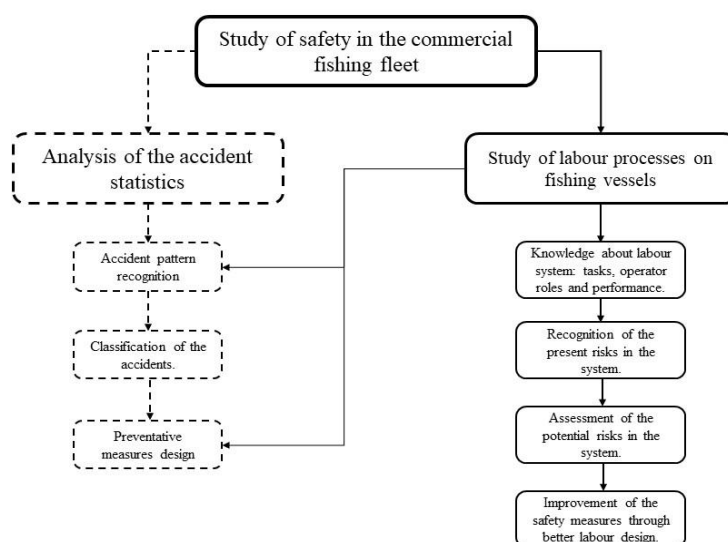 Study of safety in the commercial
fishing fleet
Analysis of the accident
statistics
Study of labour processes on
fishing vessels
Accident pattern
recognition
Knowledge about labour
system: tasks, operator
roles and performance.
Classification of the
accidents.
Recognition of the
present risks in the
system.
Preventative
measures design
Assessment of the
potential risks in the
system.
Improvement of the
safety measures through
better labour design.